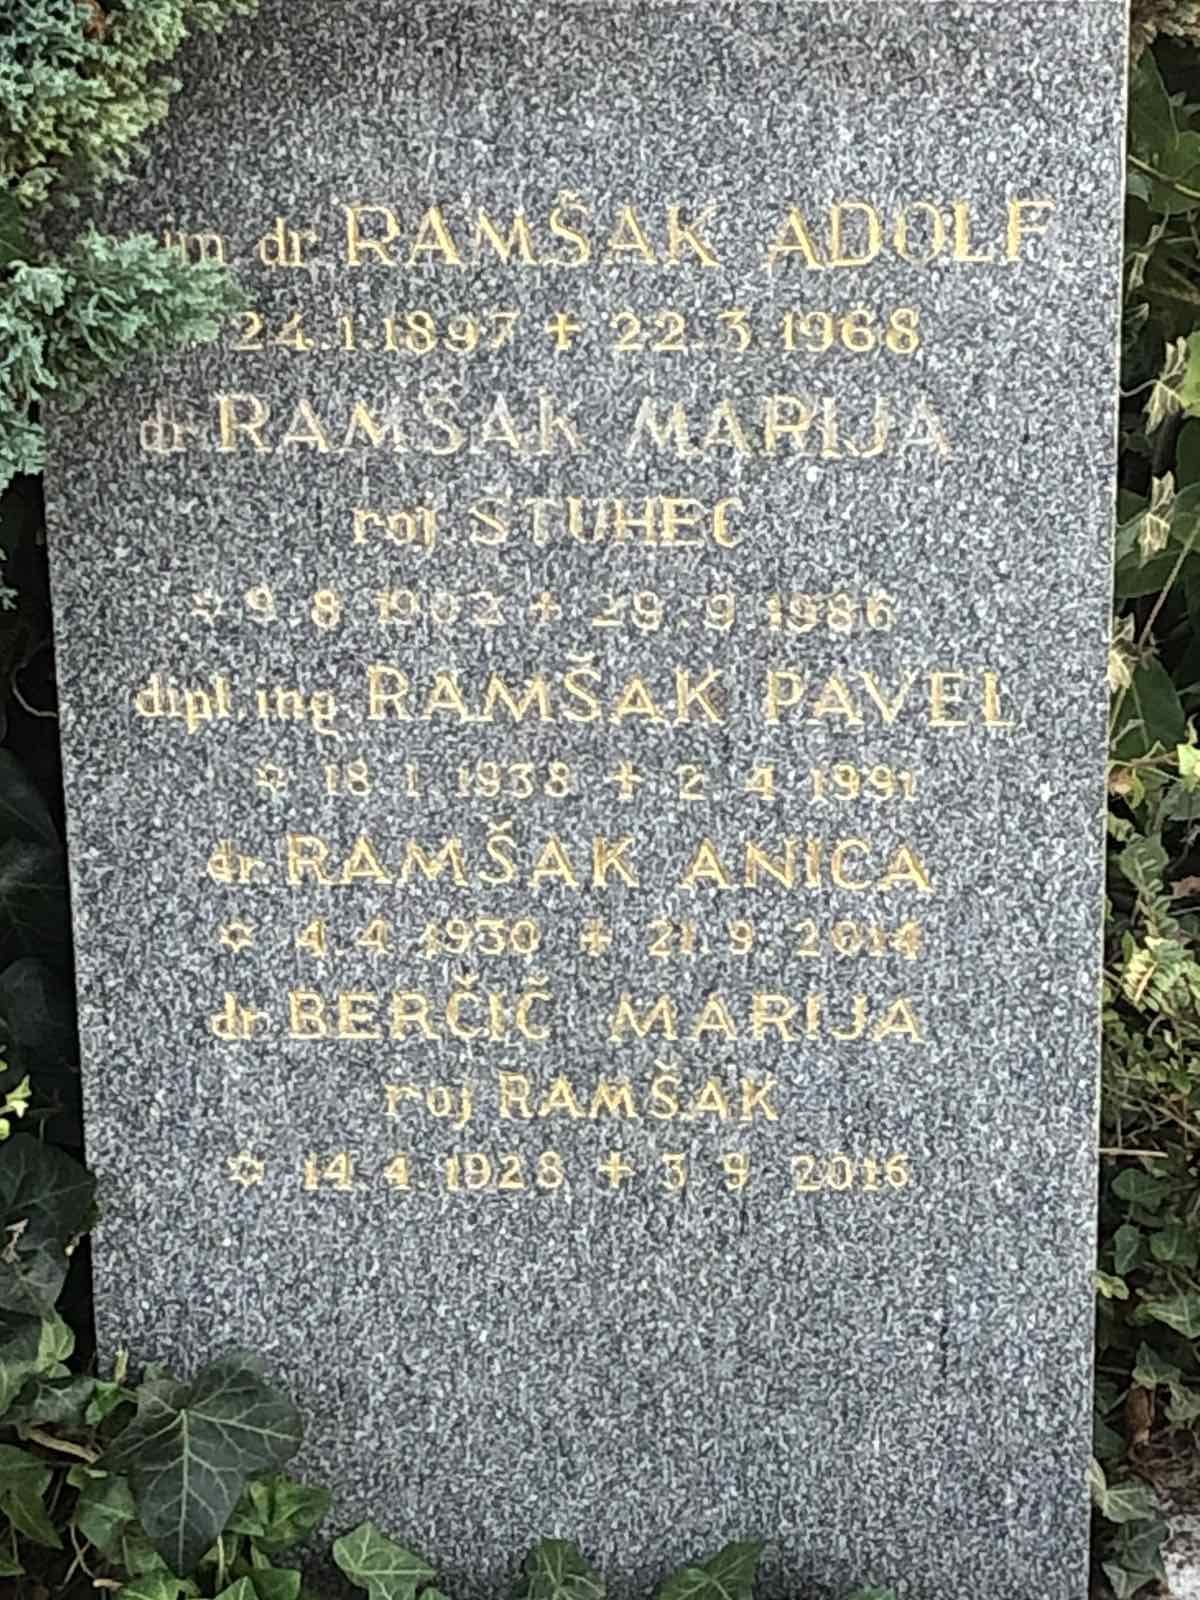 dr. RAMŠAK ADOLF
24.1.1897 + 22.3.1968
dr. RAMŠAK MARIJA
roj. ŠTUHEC
☆ 9.8.1902 + 29.9.1986
dipl.ing. RAMŠAK PAVEL
☆ 18.1.1938 + 2.4.1991
dr. RAMŠAK ANICA
☆ 4.4.1930 + 21.9.2014
dr. BERČIČ MARIJA
roj RAMŠAK
☆ 14 4 1928 + 3 9 2016